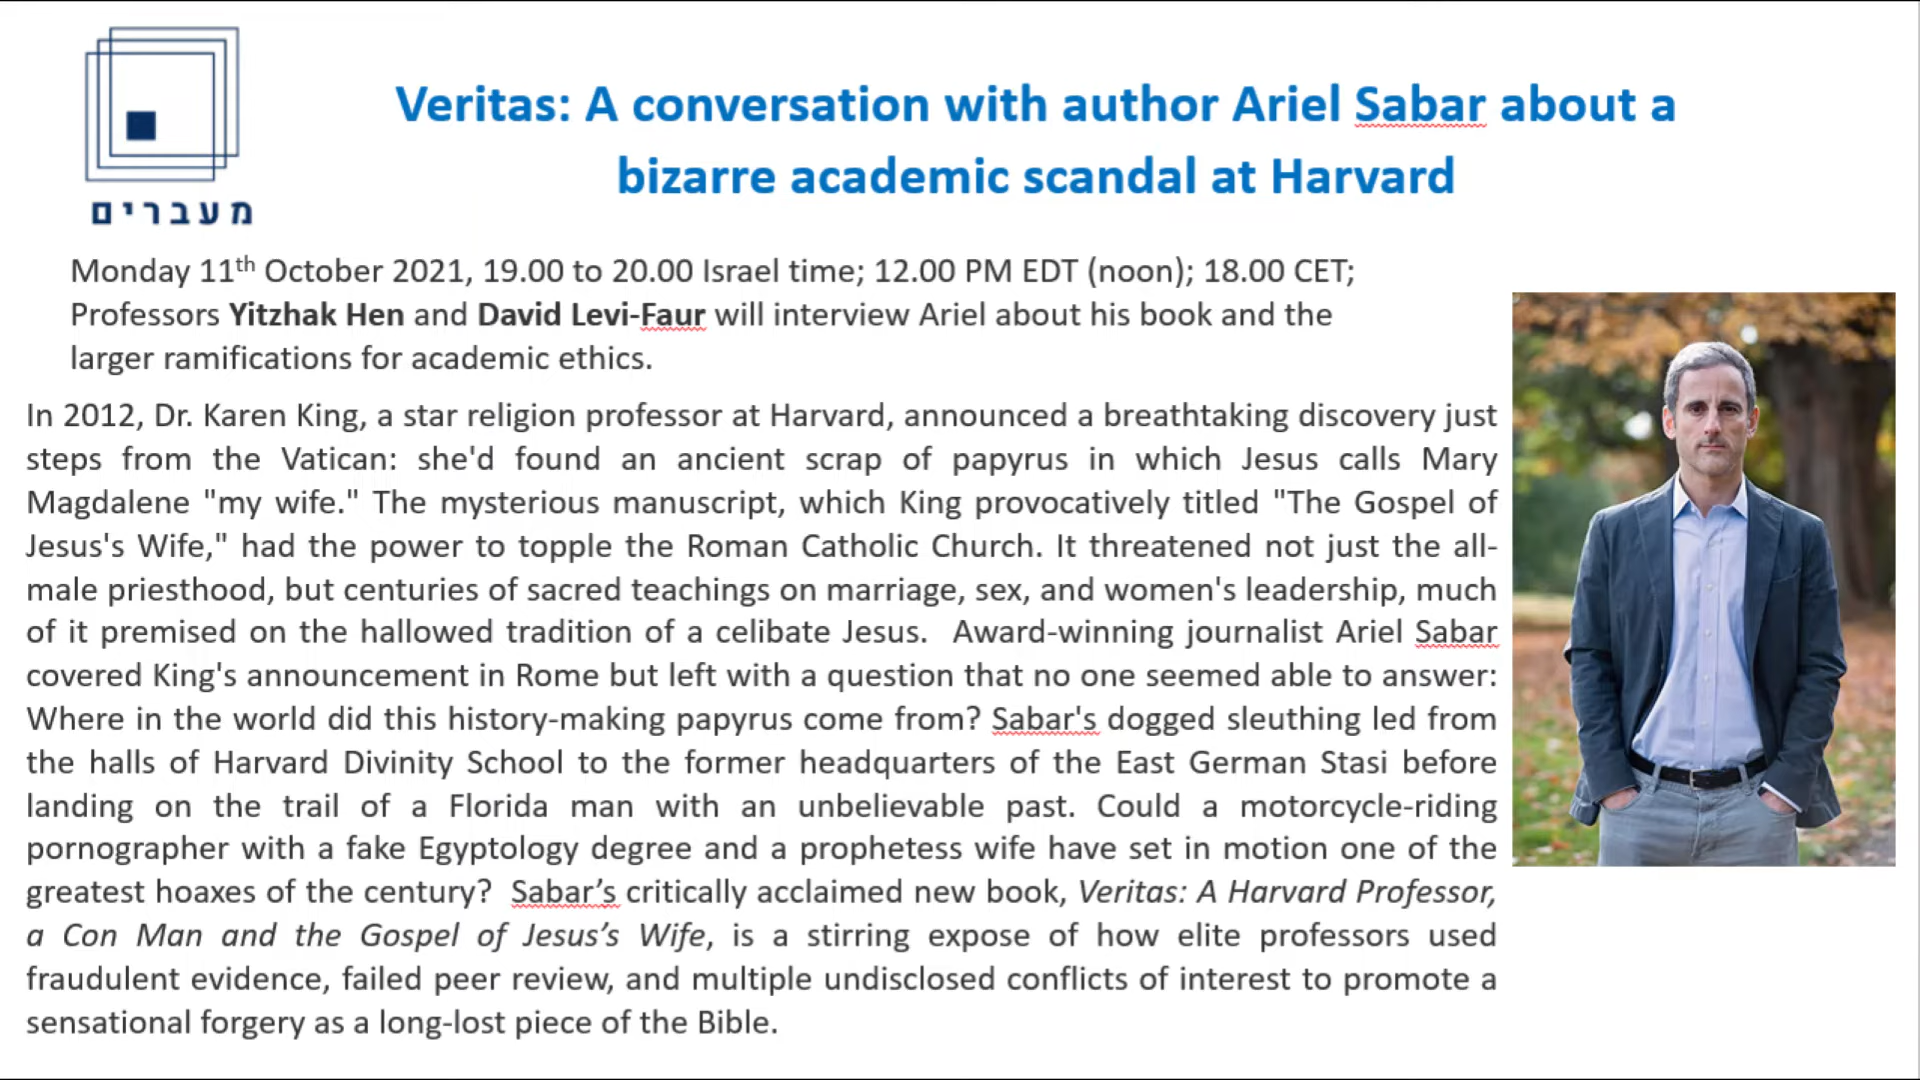 מעברים
Veritas: A conversation with author Ariel Sabar about a
bizarre academic scandal at Harvard
Monday 11th October 2021, 19.00 to 20.00 Israel time; 12.00 PM EDT (noon); 18.00 CET;
Professors Yitzhak Hen and David Levi-Faur will interview Ariel about his book and the
larger ramifications for academic ethics.
In 2012, Dr. Karen King, a star religion professor at Harvard, announced a breathtaking discovery just
steps from the Vatican: she'd found an ancient scrap of papyrus in which Jesus calls Mary
Magdalene "my wife." The mysterious manuscript, which King provocatively titled "The Gospel of
Jesus's Wife," had the power to topple the Roman Catholic Church. It threatened not just the all-
male priesthood, but centuries of sacred teachings on marriage, sex, and women's leadership, much
of it premised on the hallowed tradition of a celibate Jesus.  Award-winning journalist Ariel Sabar
covered King's announcement in Rome but left with a question that no one seemed able to answer:
Where in the world did this history-making papyrus come from? Sabar's dogged sleuthing led from
the halls of Harvard Divinity School to the former headquarters of the East German Stasi before
landing on the trail of a Florida man with an unbelievable past. Could a motorcycle-riding
pornographer with a fake Egyptology degree and a prophetess wife have set in motion one of the
greatest hoaxes of the century?  Sabar’s critically acclaimed new book, Veritas: A Harvard Professor,
a Con Man and the Gospel of Jesus’s Wife, is a stirring expose of how elite professors used
fraudulent evidence, failed peer review, and multiple undisclosed conflicts of interest to promote a
sensational forgery as a long-lost piece of the Bible.